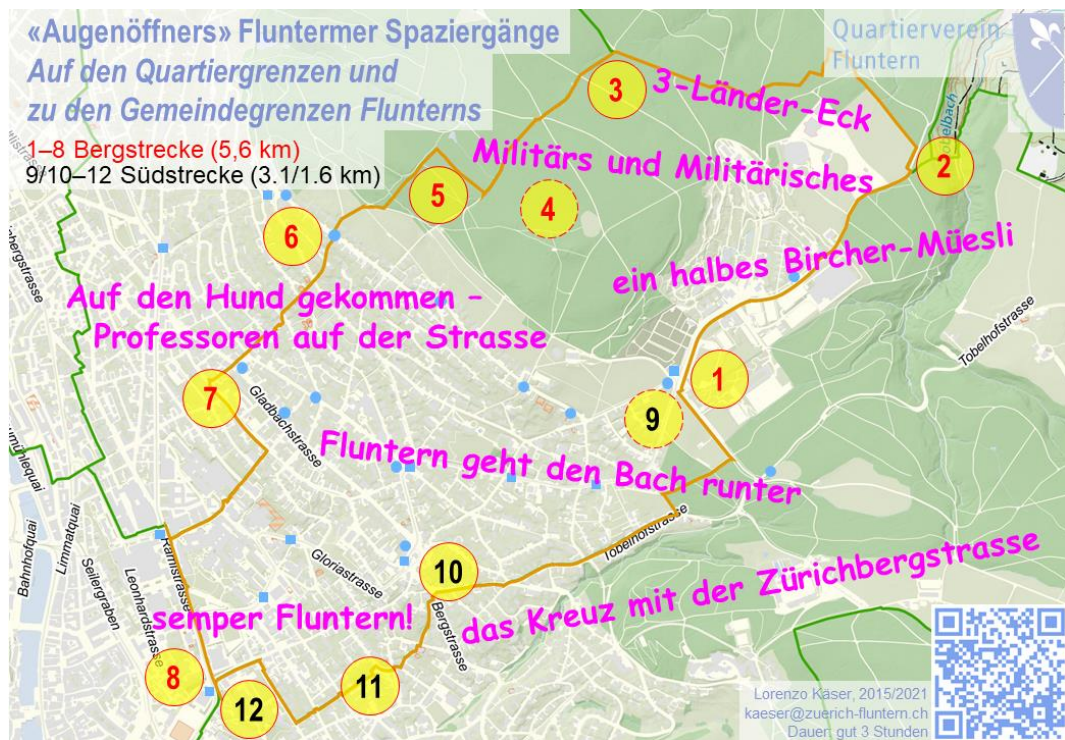 «Augenöffners» Fluntermer Spaziergänge
Auf den Quartiergrenzen und
zu den Gemeindegrenzen Flunterns
1–8 Bergstrecke (5,6 km)
9/10–12 Südstrecke (3.1/1.6 km)
Quartierverein
Fluntern
3
3-Länder-Eck
2
Militärs und Militärisches
5
4
6
ein halbes Bircher-Müesli
Tobelhofstrasse
Auf den Hund gekommen –
Professoren auf der Strasse
1
7
9
Gladbachstrasse
Fluntern geht den Bach runter
Tobelhofstrasse
Bahnhofquai
Limmatquai
Seilergraben
Leonhardstrasse
Rämistrasse
Gloriastrasse
10
Bergstrasse
das Kreuz mit der Zürichbergstrasse
semper Fluntern!
8
11
12
Lorenzo Käser, 2015/2021
kaeser@zuerich-fluntern.ch
Dauer: gut 3 Stunden